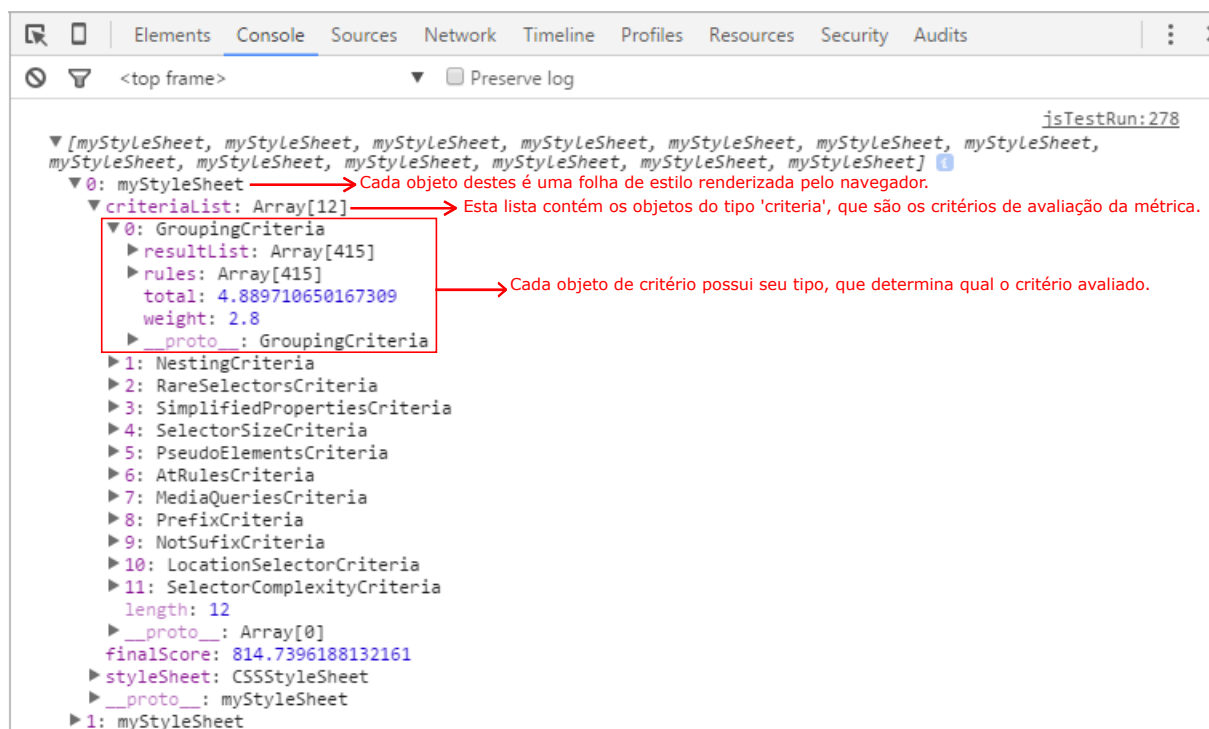 Elements Console Sources Network Timeline Profiles Resources Security Audits
<top frame> Preserve log
jsTestRun:278
[myStyleSheet, myStyleSheet, myStyleSheet, myStyleSheet, myStyleSheet, myStyleSheet, myStyleSheet,
myStyleSheet, myStyleSheet, myStyleSheet, myStyleSheet, myStyleSheet, myStyleSheet]
0: myStyleSheet Cada objeto destes é uma folha de estilo renderizada pelo navegador.
criteriaList: Array[12] Esta lista contém os objetos do tipo 'criteria', que são os critérios de avaliação da métrica.
0: GroupingCriteria
resultList: Array[415]
rules: Array[415] Cada objeto de critério possui seu tipo, que determina qual o critério avaliado.
total: 4.889710650167309
weight: 2.8
__proto__: GroupingCriteria
1: NestingCriteria
2: RareSelectorsCriteria
3: SimplifiedPropertiesCriteria
4: SelectorSizeCriteria
5: PseudoElementsCriteria
6: AtRulesCriteria
7: MediaQueriesCriteria
8: PrefixCriteria
9: NotSufixCriteria
10: LocationSelectorCriteria
11: SelectorComplexityCriteria
length: 12
__proto__: Array[0]
finalScore: 814.7396188132161
styleSheet: CSSStyleSheet
__proto__: myStyleSheet
1: myStyleSheet